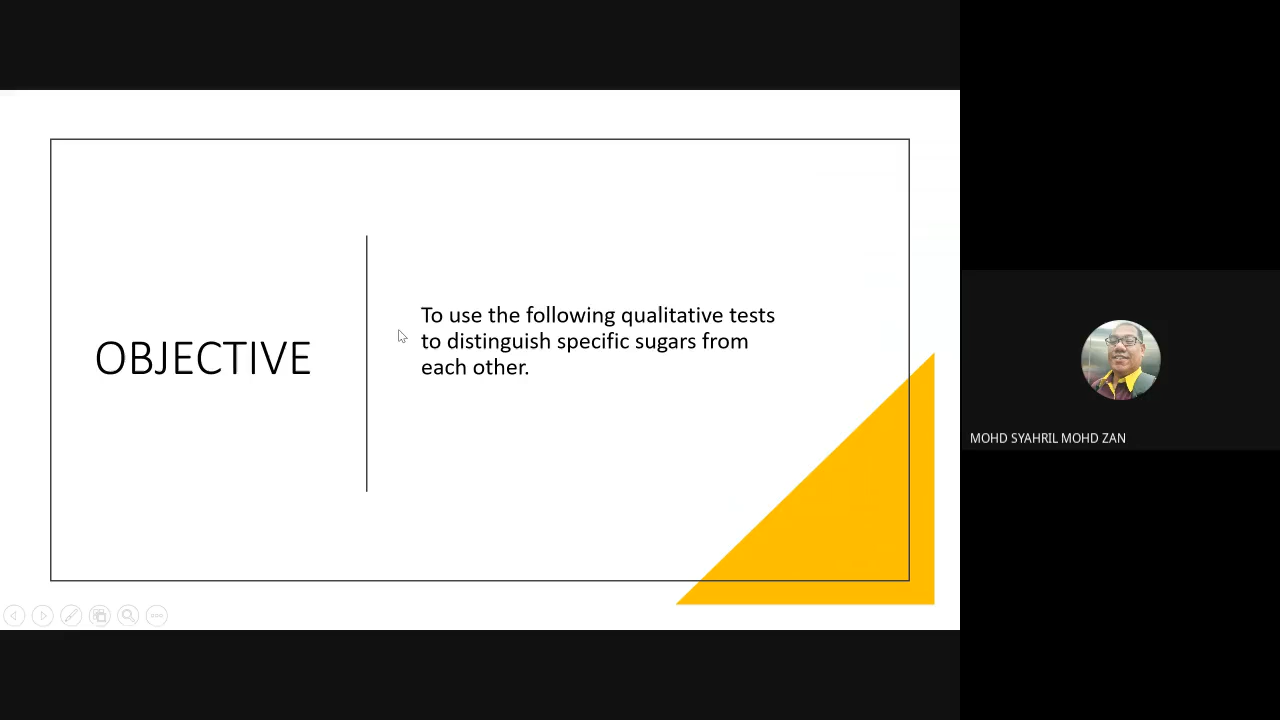 OBJECTIVE
To use the following qualitative tests
to distinguish specific sugars from
each other.
MOHD SYAHRIL MOHD ZAN